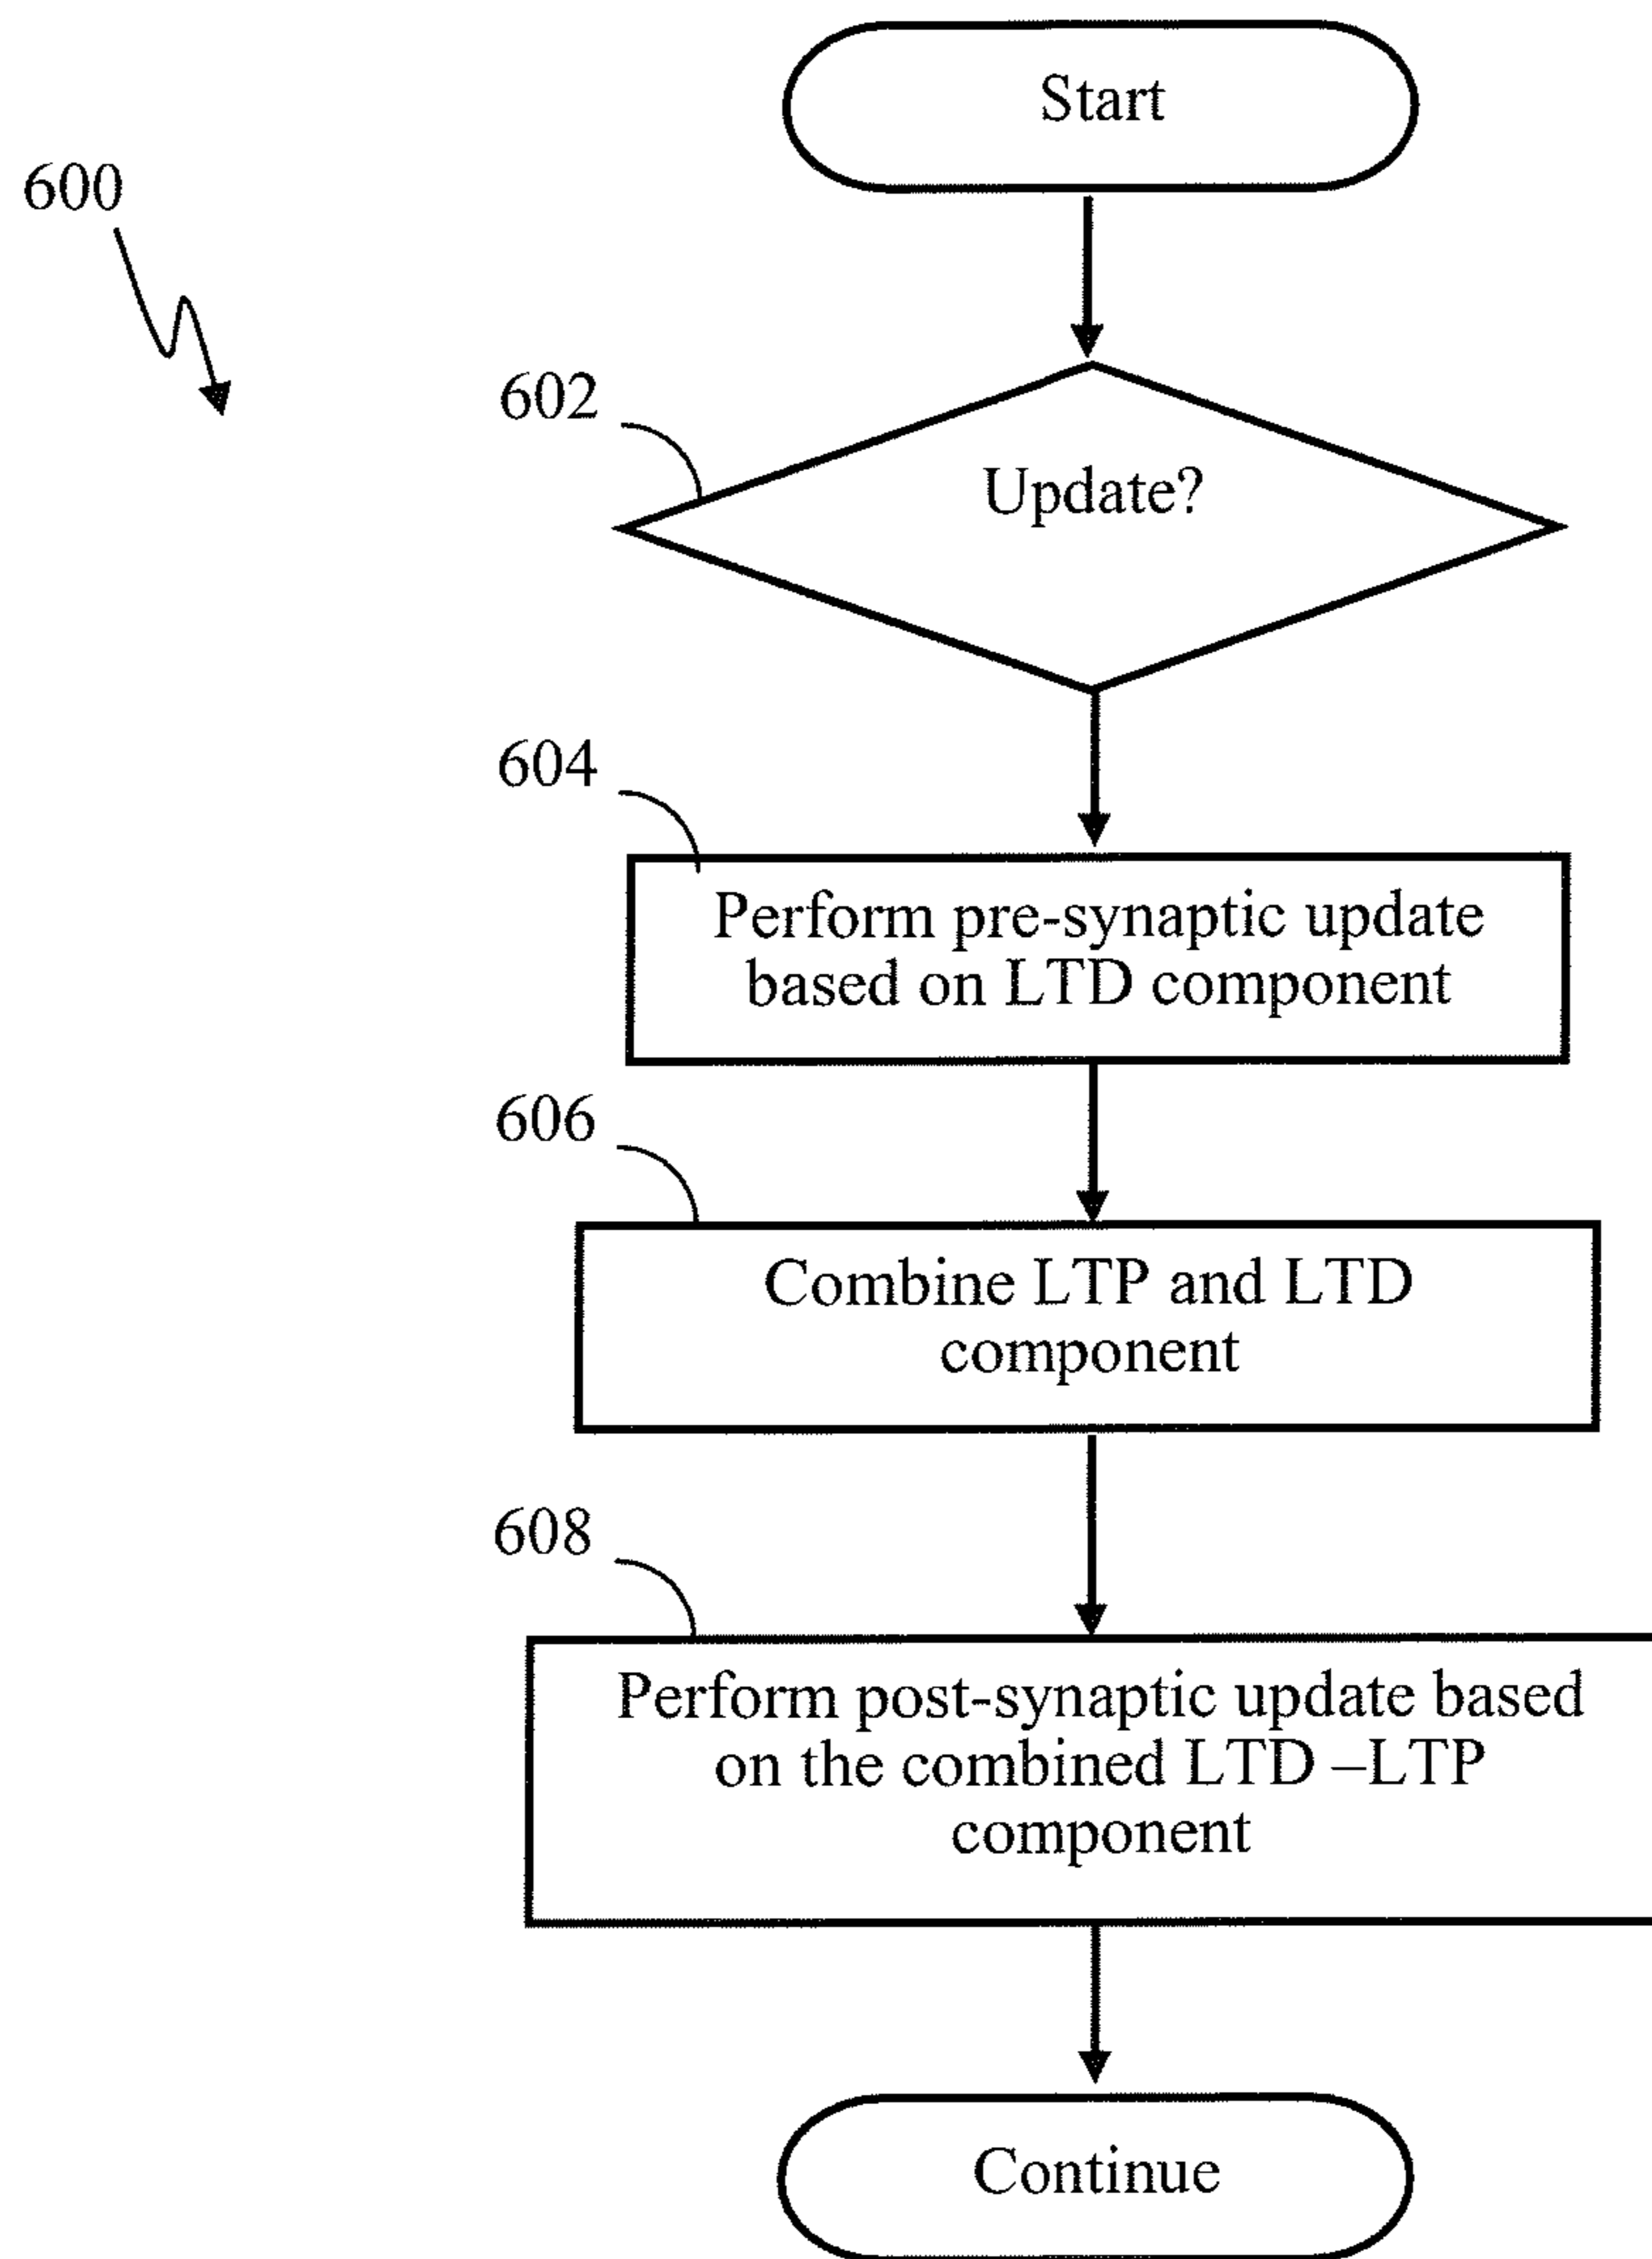 Start
600
602
Update?
604
Perform pre-synaptic update
based on LTD component
606
Combine LTP and LTD
component
608
Perform post-synaptic update based
on the combined LTD –LTP
component
Continue